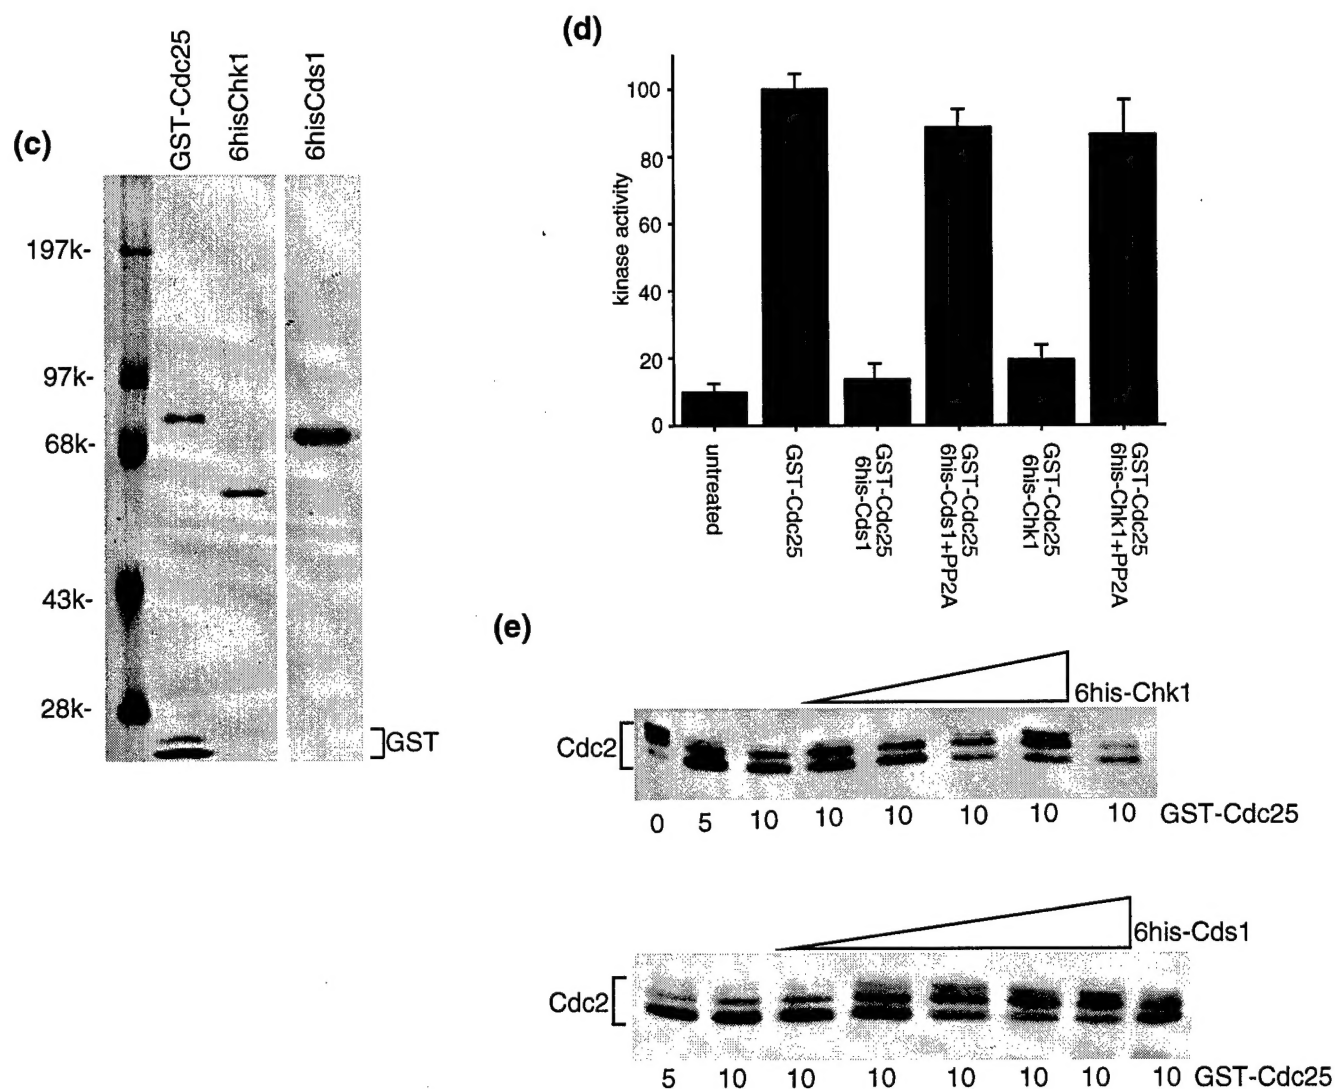 (c)
GST-Cdc25
6hisChk1
6hisCds1
197k-
97k-
68k-
43k-
28k-
GST
(d)
kinase activity
100
80
60
40
20
0
untreated
GST-Cdc25
GST-Cdc25
6his-Cds1
GST-Cdc25
6his-Cds1+PP2A
GST-Cdc25
6his-Chk1
GST-Cdc25
6his-Chk1+PP2A
(e)
6his-Chk1
Cdc2
0 5 10 10 10 10 10 10 GST-Cdc25
6his-Cds1
Cdc2
5 10 10 10 10 10 10 10 GST-Cdc25